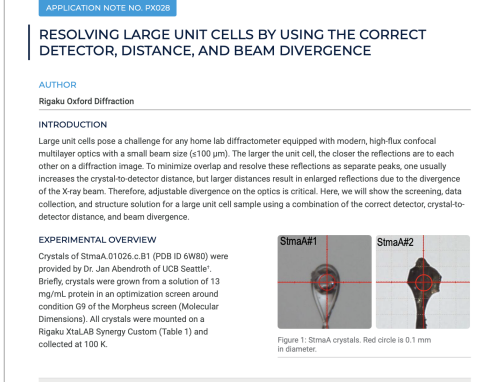 APPLICATION NOTE NO. PX028
RESOLVING LARGE UNIT CELLS BY USING THE CORRECT
DETECTOR, DISTANCE, AND BEAM DIVERGENCE
AUTHOR
Rigaku Oxford Diffraction
INTRODUCTION
Large unit cells pose a challenge for any home lab diffractometer equipped with modern, high-flux confocal
multilayer optics with a small beam size (≤100 µm). The larger the unit cell, the closer the reflections are to each
other on a diffraction image. To minimize overlap and resolve these reflections as separate peaks, one usually
increases the crystal-to-detector distance, but larger distances result in enlarged reflections due to the divergence
of the X-ray beam. Therefore, adjustable divergence on the optics is critical. Here, we will show the screening, data
collection, and structure solution for a large unit cell sample using a combination of the correct detector, crystal-to-
detector distance, and beam divergence.
EXPERIMENTAL OVERVIEW
Crystals of StmaA.01026.c.B1 (PDB ID 6W80) were
provided by Dr. Jan Abendroth of UCB Seattle¹.
Briefly, crystals were grown from a solution of 13
mg/mL protein in an optimization screen around
condition G9 of the Morpheus screen (Molecular
Dimensions). All crystals were mounted on a
Rigaku XtaLAB Synergy Custom (Table 1) and
collected at 100 K.
StmaA#1
StmaA#2
Figure 1: StmaA crystals. Red circle is 0.1 mm
in diameter.